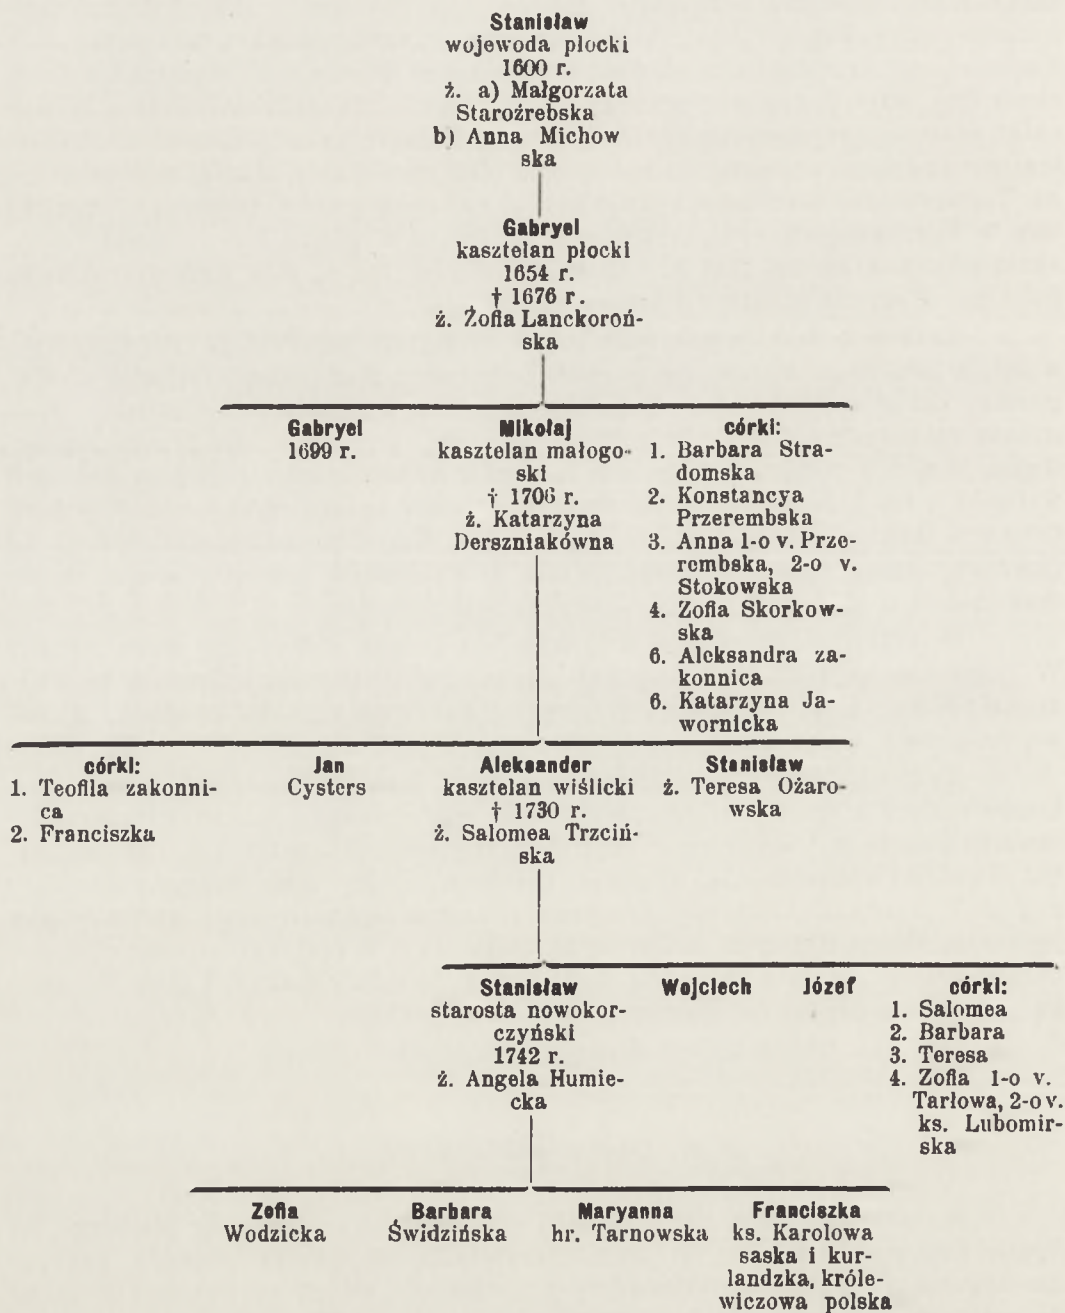 Stanisław
wojewoda płocki
1600 r.
ż. a) Małgorzata
Staroźrebska
b) Anna Michow
ska
Gabryel
kasztelan płocki
1654 r.
† 1676 r.
ż. Zofia Lanckoroń-
ska
Gabryel
1699 r.
Mikołaj
kasztelan małogo-
ski
† 1706 r.
ż. Katarzyna
Derszniakówna
córki:
1. Barbara Stra-
domska
2. Konstancya
Przerembska
3. Anna 1-o v. Prze-
rembska, 2-o v.
Stokowska
4. Zofia Skorkow-
ska
6. Aleksandra za-
konnica
6. Katarzyna Ja-
wornicka
córki:
1. Teofila zakonni-
ca
2. Franciszka
Jan
Cysters
Aleksander
kasztelan wiślicki
† 1730 r.
ż. Salomea Trzciń-
ska
Stanisław
ż. Teresa Ożaro-
wska
Stanisław
starosta nowokor-
czyński
1742 r.
ż. Angela Humie-
cka
Wojciech
Józef
córki:
1. Salomea
2. Barbara
3. Teresa
4. Zofia 1-o v.
Tarłowa, 2-o v.
ks. Lubomir-
ska
Zofia
Wodzicka
Barbara
Świdzińska
Maryanna
hr. Tarnowska
Franciszka
ks. Karolowa
saska i kur-
landzka, króle-
wiczowa polska